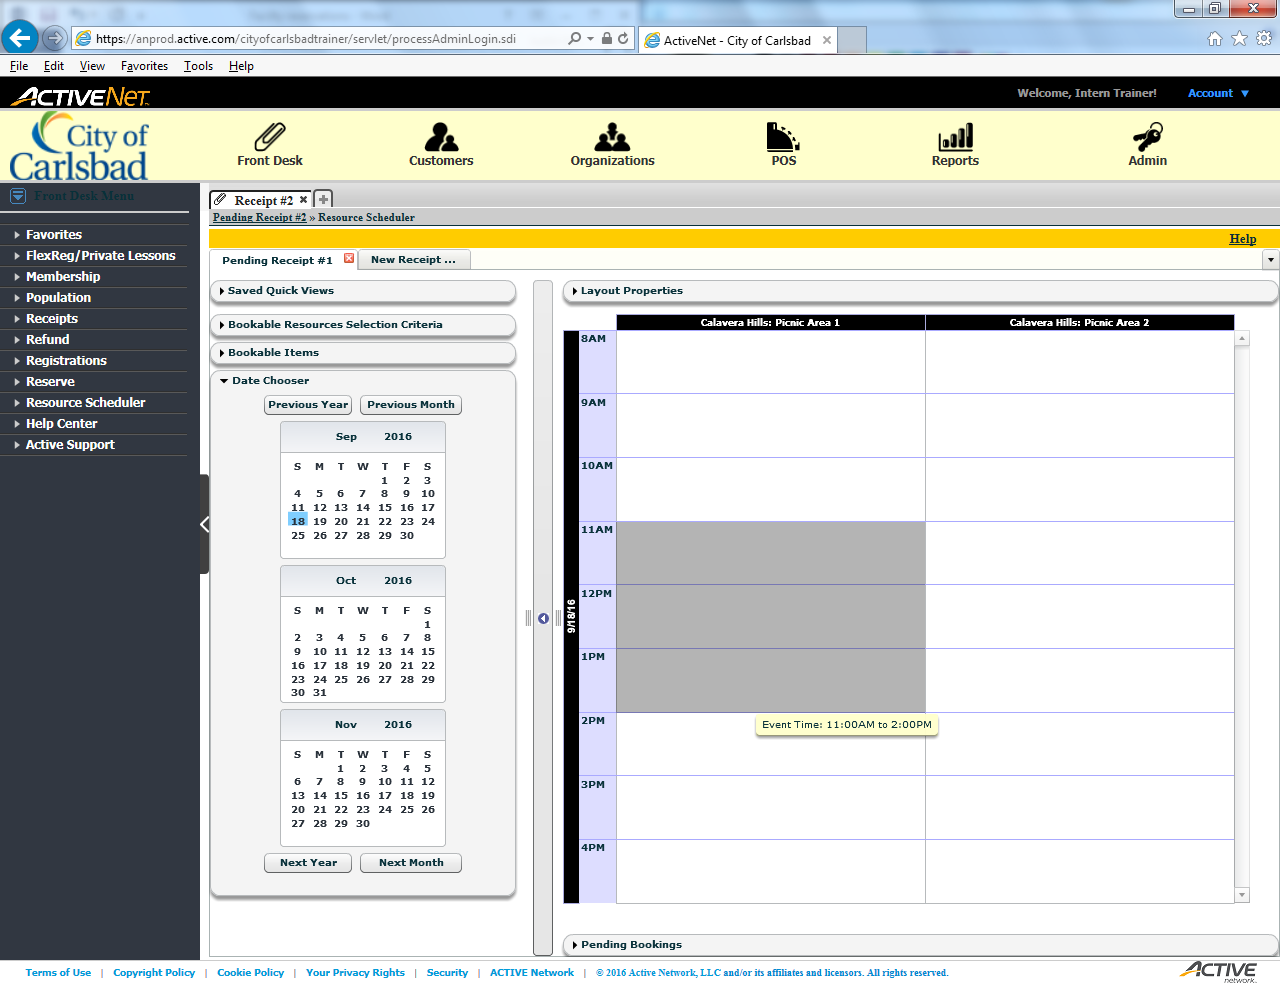 https://anprod.active.com/cityofcarlsbadtrainer/servlet/processAdminLogin.sdi
ActiveNet - City of Carlsbad
File Edit View Favorites Tools Help
ACTIVENET
Welcome, Intern Trainer! Account
City of
Carlsbad
Front Desk Customers Organizations POS Reports Admin
Front Desk Menu
Receipt #2
Pending Receipt #2 » Resource Scheduler
Help
Favorites
FlexReg/Private Lessons
Membership
Population
Receipts
Refund
Registrations
Reserve
Resource Scheduler
Help Center
Active Support
Pending Receipt #1 New Receipt ...
Saved Quick Views
Bookable Resources Selection Criteria
Bookable Items
Date Chooser
Previous Year Previous Month
Sep 2016
S M T W T F S
1 2 3
4 5 6 7 8 9 10
11 12 13 14 15 16 17
18 19 20 21 22 23 24
25 26 27 28 29 30
Oct 2016
S M T W T F S
1
2 3 4 5 6 7 8
9 10 11 12 13 14 15
16 17 18 19 20 21 22
23 24 25 26 27 28 29
30 31
Nov 2016
S M T W T F S
1 2 3 4 5
6 7 8 9 10 11 12
13 14 15 16 17 18 19
20 21 22 23 24 25 26
27 28 29 30
Next Year Next Month
Layout Properties
Calavera Hills: Picnic Area 1 Calavera Hills: Picnic Area 2
9/18/16
8AM
9AM
10AM
11AM
12PM
1PM
2PM
Event Time: 11:00AM to 2:00PM
3PM
4PM
Pending Bookings
Terms of Use | Copyright Policy | Cookie Policy | Your Privacy Rights | Security | ACTIVE Network | © 2016 Active Network, LLC and/or its affiliates and licensors. All rights reserved.
ACTIVE
network